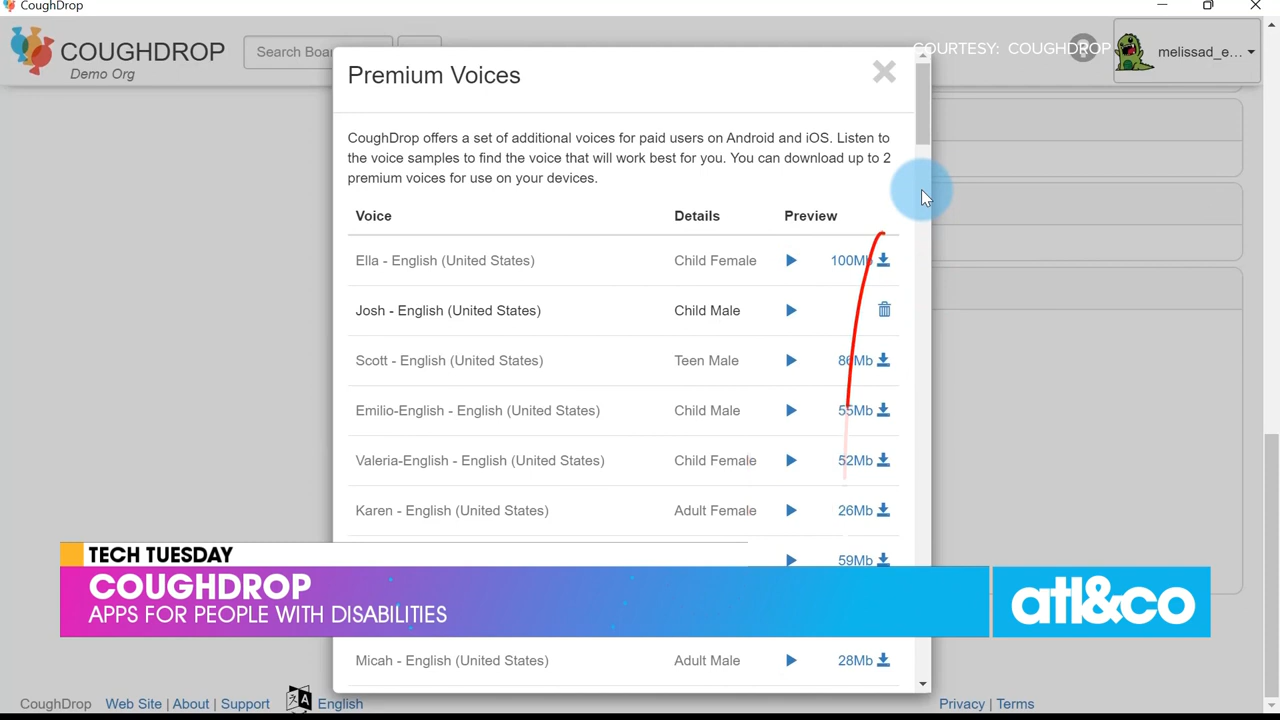 CoughDrop
COUGHDROP
Demo Org
Search Boar
COURTESY: COUGHDROP
melissad_e...
Premium Voices
CoughDrop offers a set of additional voices for paid users on Android and iOS. Listen to
the voice samples to find the voice that will work best for you. You can download up to 2
premium voices for use on your devices.
Voice Details Preview
Ella - English (United States) Child Female 100Mb
Josh - English (United States) Child Male
Scott - English (United States) Teen Male 86Mb
Emilio-English - English (United States) Child Male 55Mb
Valeria-English - English (United States) Child Female 52Mb
Karen - English (United States) Adult Female 26Mb
59Mb
TECH TUESDAY
COUGHDROP
APPS FOR PEOPLE WITH DISABILITIES
atl&co
Micah - English (United States) Adult Male 28Mb
CoughDrop Web Site | About | Support A English
Privacy | Terms